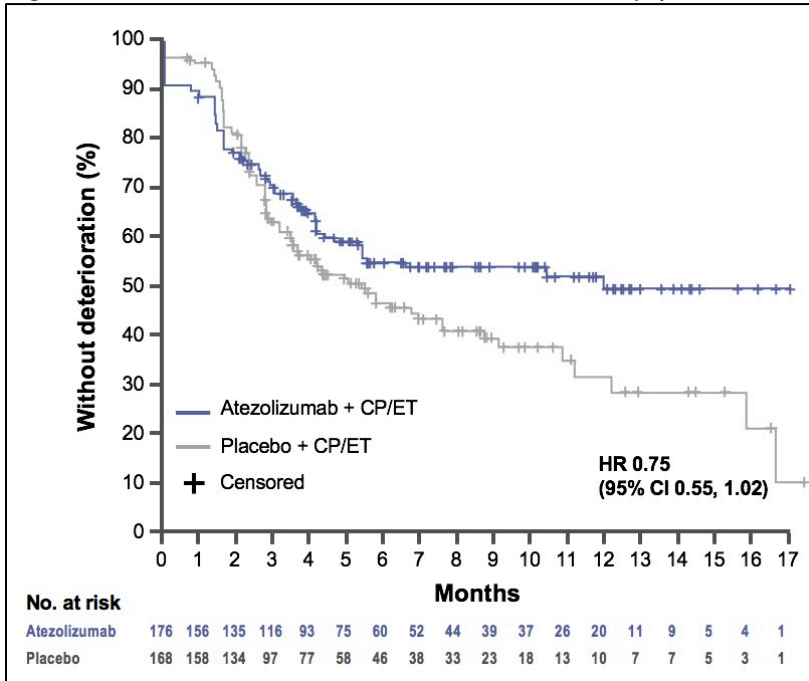 100
90
80
70
60
50
40
30
20
10
0
Without deterioration (%)
Atezolizumab + CP/ET
Placebo + CP/ET
Censored
HR 0.75
(95% CI 0.55, 1.02)
0 1 2 3 4 5 6 7 8 9 10 11 12 13 14 15 16 17
Months
No. at risk
Atezolizumab 176 156 135 116 93 75 60 52 44 39 37 26 20 11 9 5 4 1
Placebo 168 158 134 97 77 58 46 38 33 23 18 13 10 7 7 5 3 1